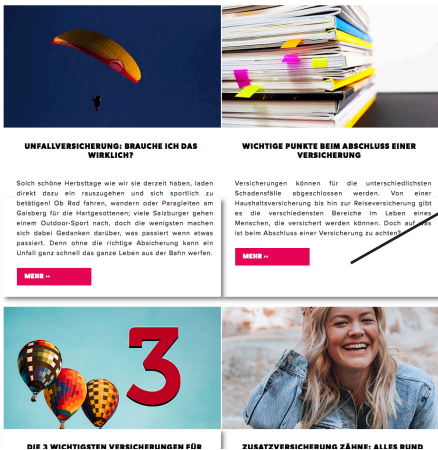 UNFALLVERSICHERUNG: BRAUCHE ICH DAS
WIRKLICH?
Solch schöne Herbsttage wie wir sie derzeit haben, laden
direkt dazu ein rauszugehen und sich sportlich zu
betätigen! Ob Rad fahren, wandern oder Paragleiten am
Gaisberg für die Hartgesottenen; viele Salzburger gehen
einem Outdoor-Sport nach, doch die wenigsten machen
sich dabei Gedanken darüber, was passiert wenn etwas
passiert. Denn ohne die richtige Absicherung kann ein
Unfall ganz schnell das ganze Leben aus der Bahn werfen.
MEHR ››
WICHTIGE PUNKTE BEIM ABSCHLUSS EINER
VERSICHERUNG
Versicherungen können für die unterschiedlichsten
Schadensfälle abgeschlossen werden. Von einer
Haushaltsversicherung bis hin zur Reiseversicherung gibt
es die verschiedensten Bereiche im Leben eines
Menschen, die versichert werden können. Doch auf was
ist beim Abschluss einer Versicherung zu achten?
MEHR ››
3
DIE 3 WICHTIGSTEN VERSICHERUNGEN FÜR
ZUSATZVERSICHERUNG ZÄHNE: ALLES RUND